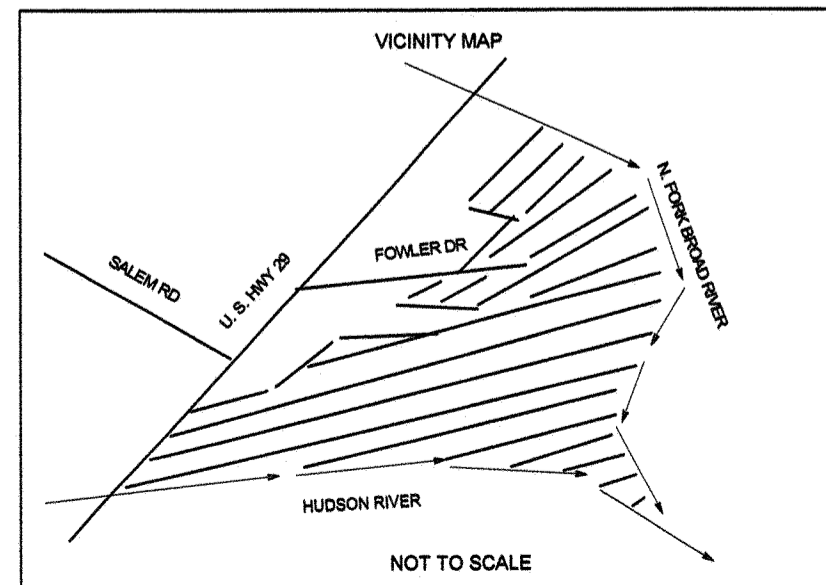 VICINITY MAP
N. FORK BROAD RIVER
FOWLER DR
SALEM RD
U. S. HWY 29
HUDSON RIVER
NOT TO SCALE